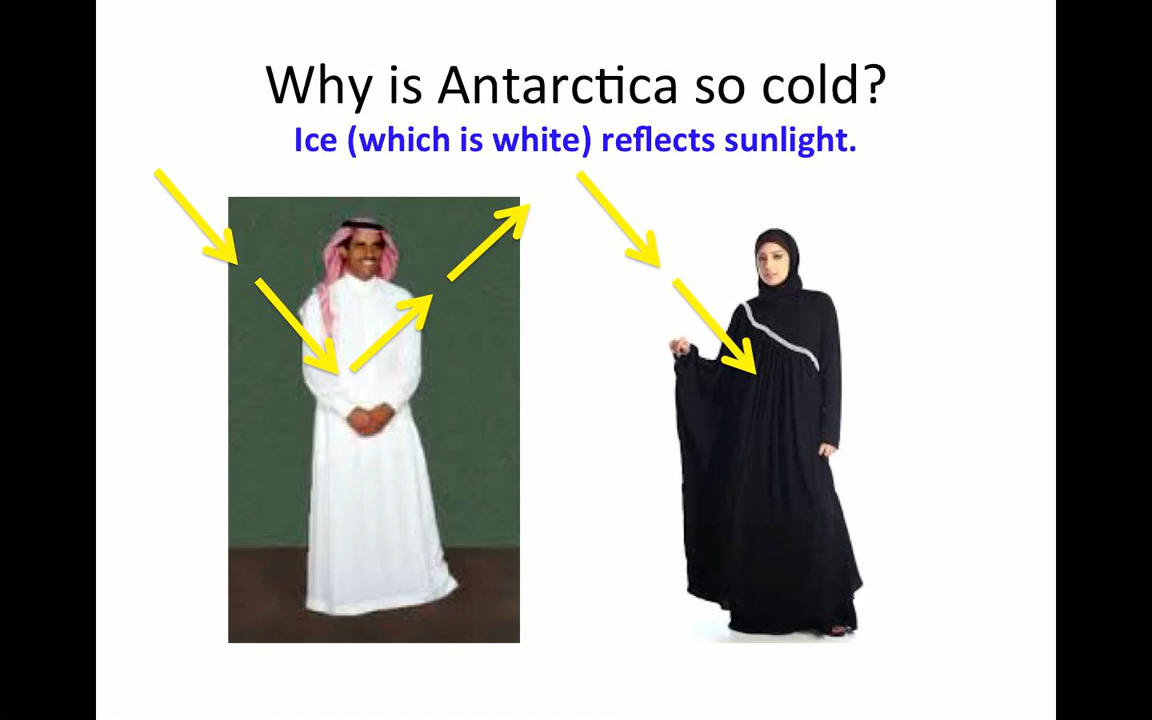 Why is Antarctica so cold?
Ice (which is white) reflects sunlight.